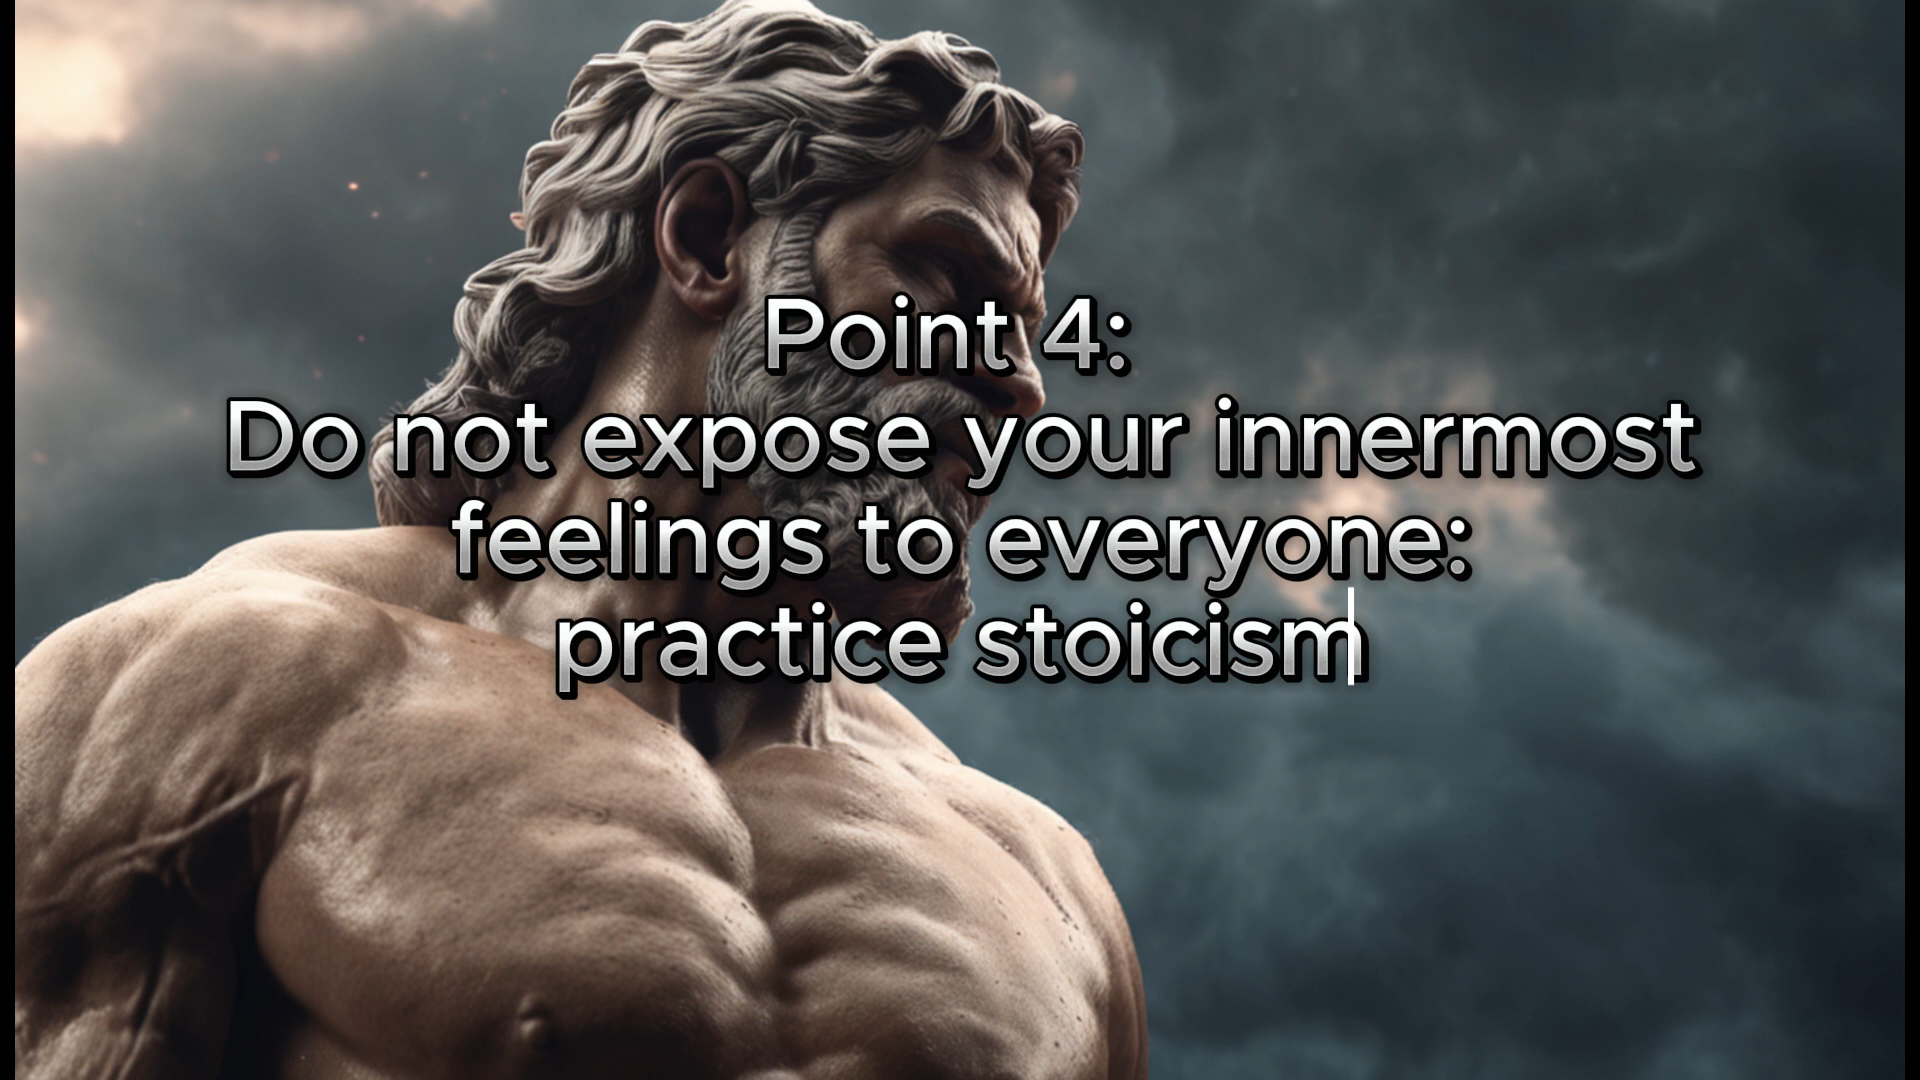 Point 4:
Do not expose your innermost
feelings to everyone:
practice stoicism